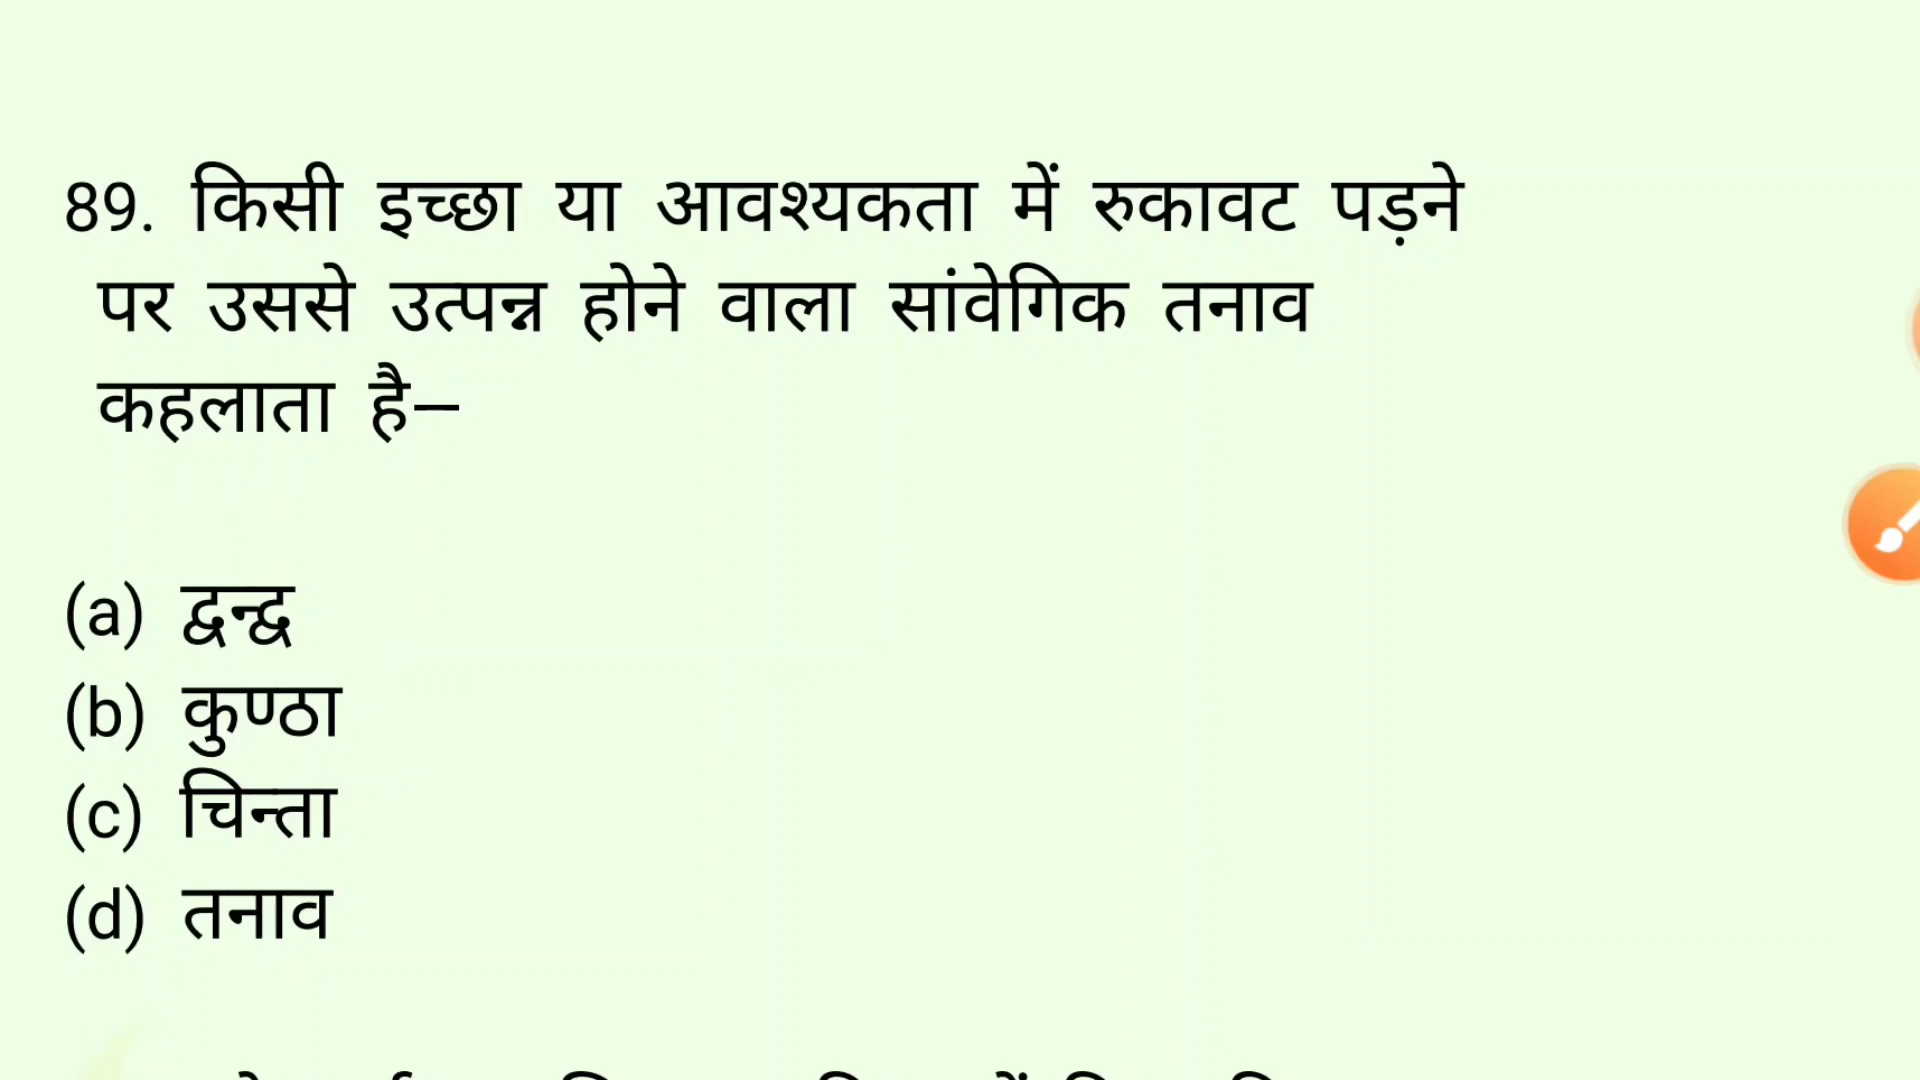 89. किसी इच्छा या आवश्यकता में रुकावट पड़ने
पर उससे उत्पन्न होने वाला सांवेगिक तनाव
कहलाता है–
(a) द्वन्द्व
(b) कुण्ठा
(c) चिन्ता
(d) तनाव